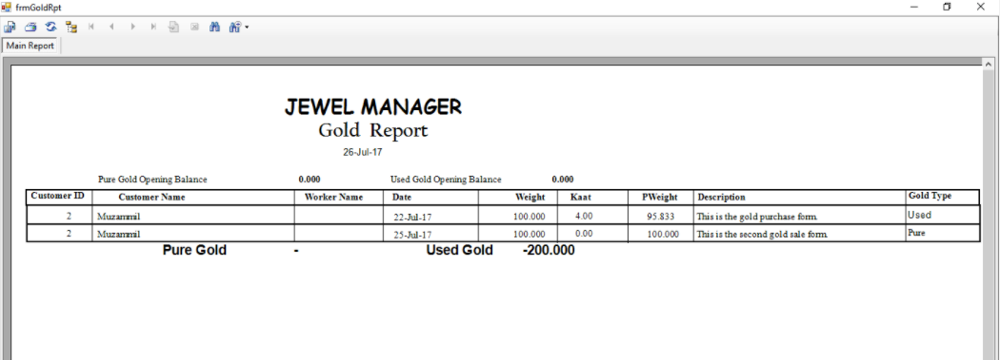 frmGoldRpt
Main Report
JEWEL MANAGER
Gold Report
26-Jul-17
Pure Gold Opening Balance 0.000 Used Gold Opening Balance 0.000
Customer ID Customer Name Worker Name Date Weight Kaat PWeight Description Gold Type
2 Muzammil 22-Jul-17 100.000 4.00 95.833 This is the gold purchase form. Used
2 Muzammil 25-Jul-17 100.000 0.00 100.000 This is the second gold sale form. Pure
Pure Gold - Used Gold -200.000